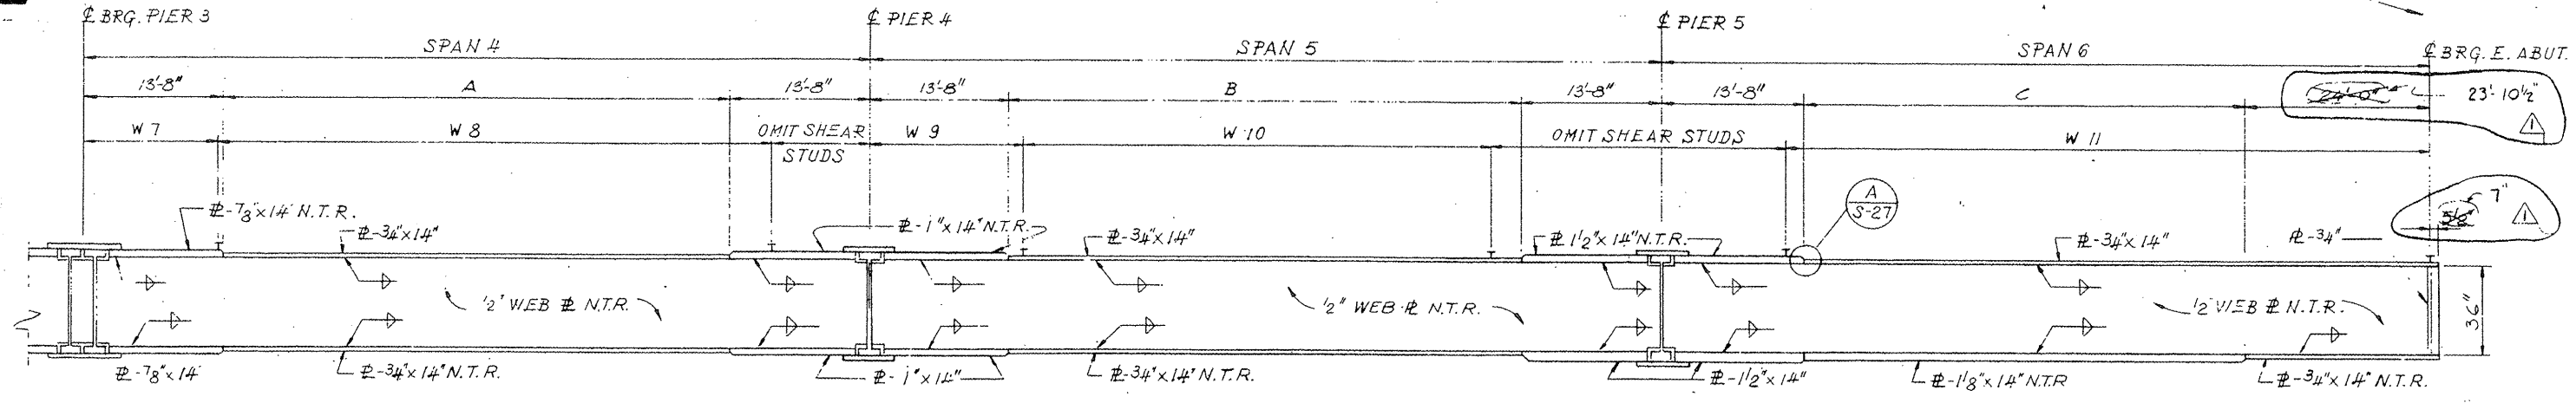 ℄ BRG. PIER 3
℄ PIER 4
℄ PIER 5
℄ BRG. E. ABUT.
SPAN 4
SPAN 5
SPAN 6
13'-8"
A
13'-8"
13'-8"
B
13'-8"
13'-8"
C
24'-0"
23'-10½"
1
W 7
W 8
OMIT SHEAR
STUDS
W 9
W 10
OMIT SHEAR STUDS
W 11
A
S-27
7"
1
⅊-7/8"x14" N.T.R.
⅊-3/4"x14"
⅊-1"x14" N.T.R.
⅊-3/4"x14"
⅊ 1½"x14" N.T.R.
⅊-3/4"x14"
⅊-3/4"
1/2" WEB ⅊ N.T.R.
1/2" WEB ⅊ N.T.R.
1/2" WEB ⅊ N.T.R.
36"
⅊-7/8"x14"
⅊-3/4"x14" N.T.R.
⅊-1"x14"
⅊-3/4"x14" N.T.R.
⅊-1½"x14"
⅊-1⅛"x14" N.T.R
⅊-3/4"x14" N.T.R.